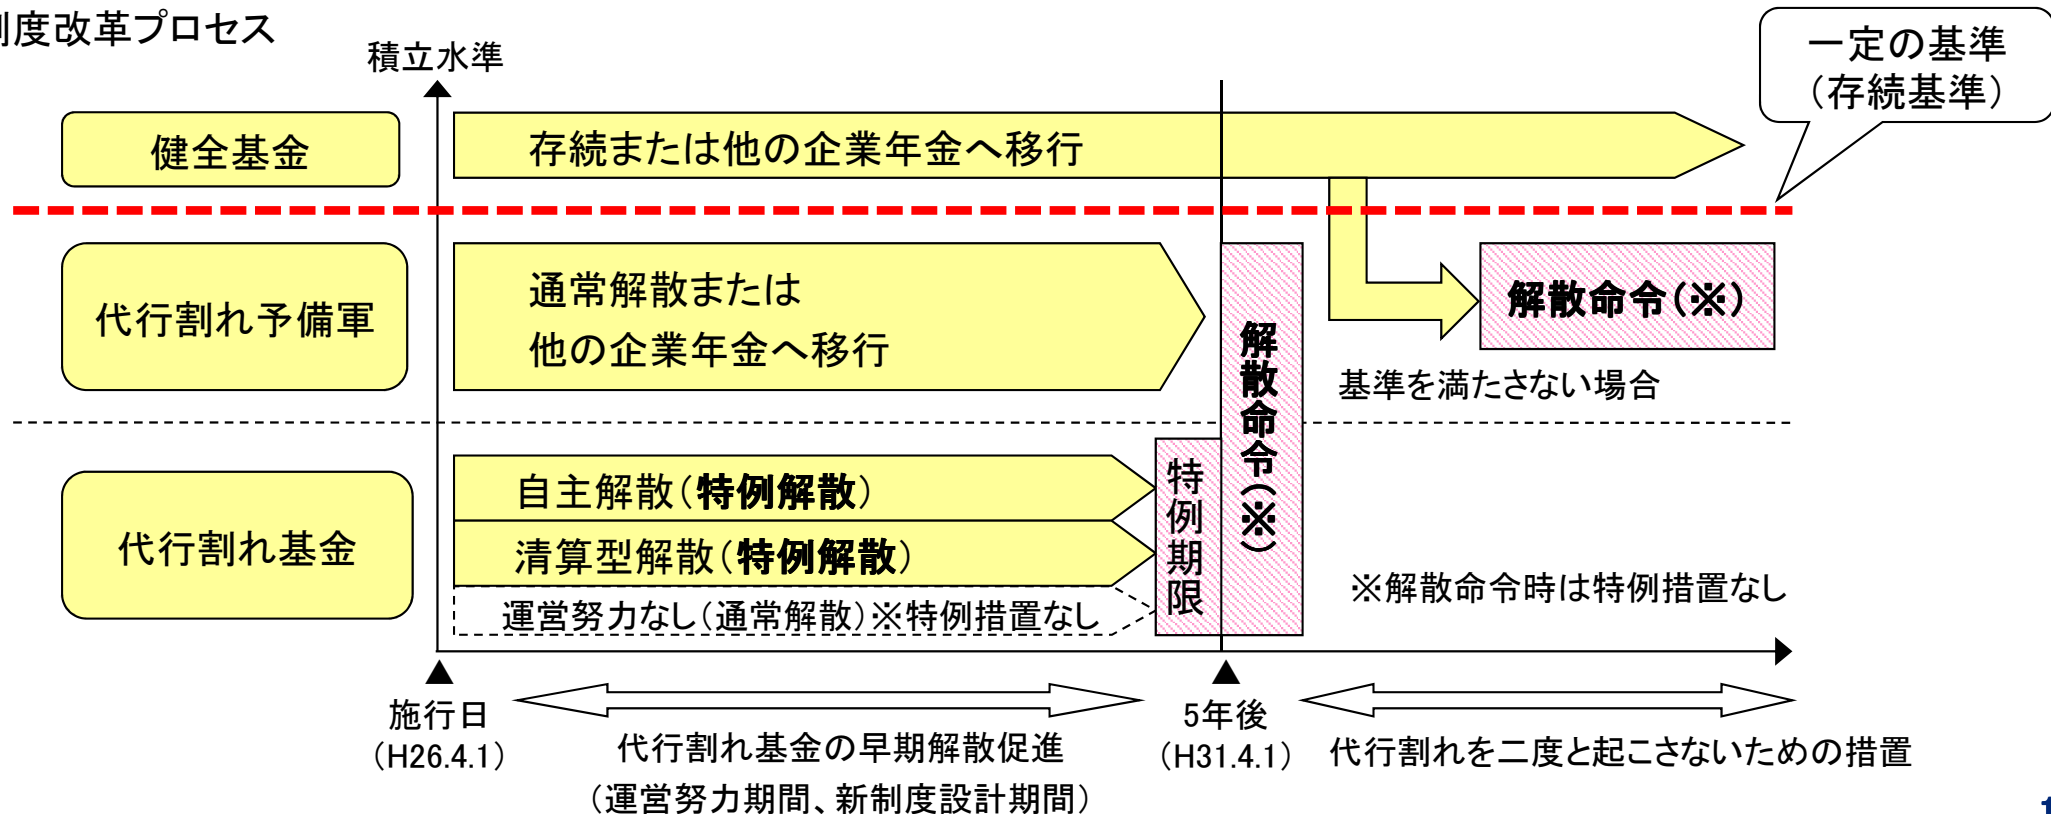 制度改革プロセス
積立水準
一定の基準
（存続基準）
健全基金
存続または他の企業年金へ移行
代行割れ予備軍
通常解散または
他の企業年金へ移行
解散命令（※）
解散命令（※）
基準を満たさない場合
代行割れ基金
自主解散（特例解散）
清算型解散（特例解散）
運営努力なし（通常解散）※特例措置なし
特例期限
※解散命令時は特例措置なし
施行日
（H26.4.1）
代行割れ基金の早期解散促進
（運営努力期間、新制度設計期間）
5年後
（H31.4.1）
代行割れを二度と起こさないための措置